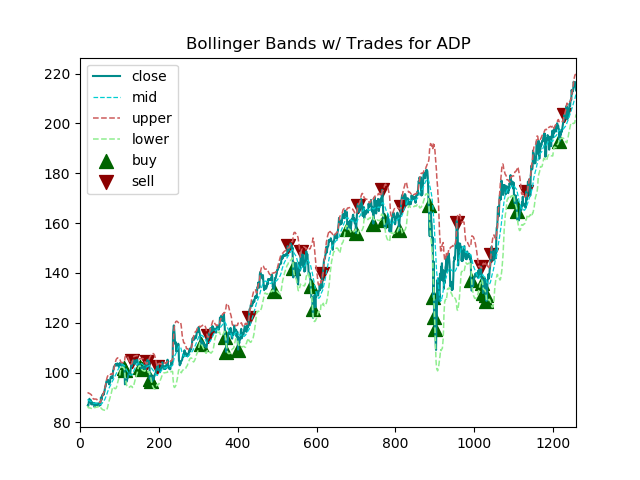 Bollinger Bands w/ Trades for ADP
close
mid
upper
lower
buy
sell
220
200
180
160
140
120
100
80
0 200 400 600 800 1000 1200